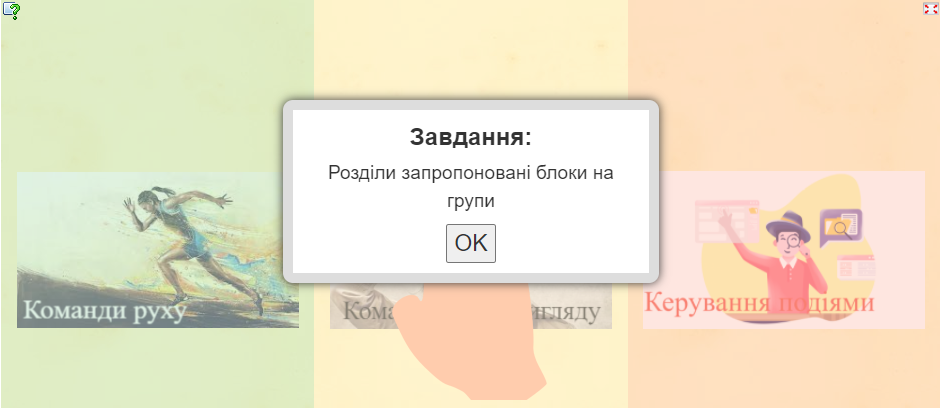 Завдання:
Розділи запропоновані блоки на
групи
OK
Команди руху
Керування подіями